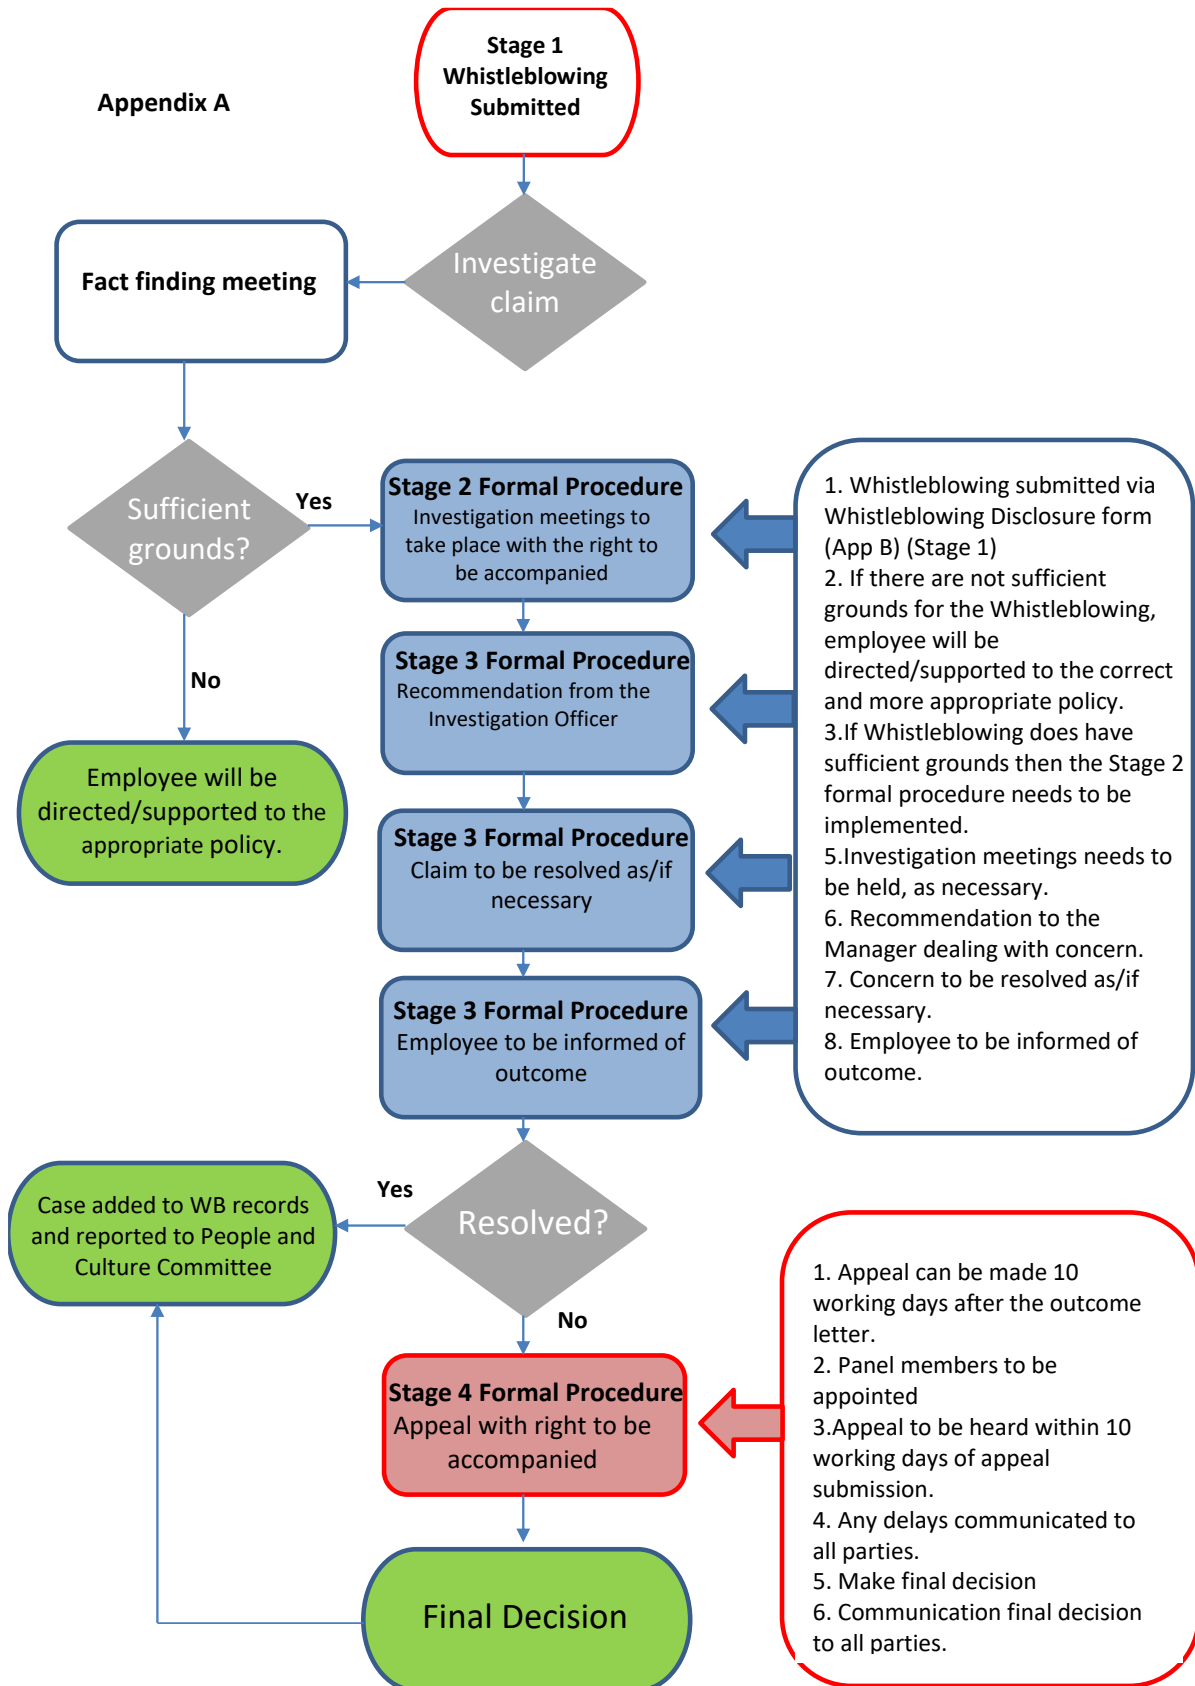 Stage 1
Whistleblowing
Submitted
Appendix A
Investigate
claim
Fact finding meeting
Sufficient
grounds?
Yes
No
Employee will be
directed/supported to the
appropriate policy.
Stage 2 Formal Procedure
Investigation meetings to
take place with the right to
be accompanied
Stage 3 Formal Procedure
Recommendation from the
Investigation Officer
Stage 3 Formal Procedure
Claim to be resolved as/if
necessary
Stage 3 Formal Procedure
Employee to be informed of
outcome
1. Whistleblowing submitted via
Whistleblowing Disclosure form
(App B) (Stage 1)
2. If there are not sufficient
grounds for the Whistleblowing,
employee will be
directed/supported to the correct
and more appropriate policy.
3.If Whistleblowing does have
sufficient grounds then the Stage 2
formal procedure needs to be
implemented.
5.Investigation meetings needs to
be held, as necessary.
6. Recommendation to the
Manager dealing with concern.
7. Concern to be resolved as/if
necessary.
8. Employee to be informed of
outcome.
Resolved?
Yes
Case added to WB records
and reported to People and
Culture Committee
No
Stage 4 Formal Procedure
Appeal with right to be
accompanied
Final Decision
1. Appeal can be made 10
working days after the outcome
letter.
2. Panel members to be
appointed
3.Appeal to be heard within 10
working days of appeal
submission.
4. Any delays communicated to
all parties.
5. Make final decision
6. Communication final decision
to all parties.